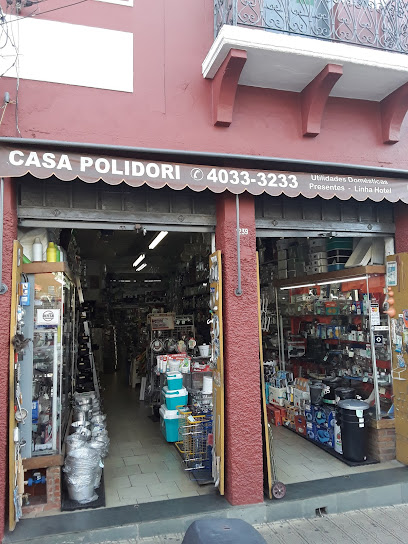 CASA POLIDORI 4033-3233
Utilidades Domésticas
Presentes - Linha Hotel
239